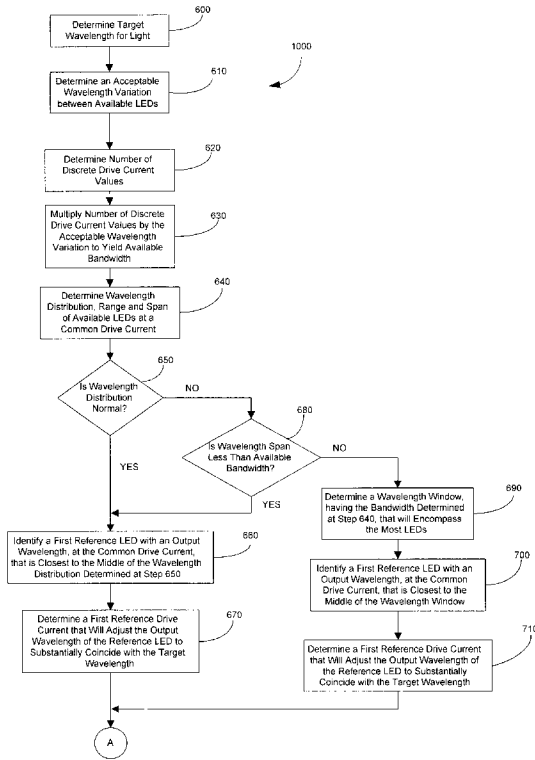 600
Determine Target
Wavelength for Light
1000
610
Determine an Acceptable
Wavelength Variation
between Available LEDs
620
Determine Number of
Discrete Drive Current
Values
630
Multiply Number of Discrete
Drive Current Values by the
Acceptable Wavelength
Variation to Yield Available
Bandwidth
640
Determine Wavelength
Distribution, Range and Span
of Available LEDs at a
Common Drive Current
650
Is Wavelength
Distribution
Normal?
NO
680
Is Wavelength Span
Less Than Available
Bandwidth?
NO
YES
YES
690
Determine a Wavelength Window,
having the Bandwidth Determined
at Step 640, that will Encompass
the Most LEDs
660
Identify a First Reference LED with an Output
Wavelength, at the Common Drive Current,
that is Closest to the Middle of the Wavelength
Distribution Determined at Step 650
700
Identify a First Reference LED with an
Output Wavelength, at the Common
Drive Current, that is Closest to the
Middle of the Wavelength Window
670
Determine a First Reference Drive
Current that Will Adjust the Output
Wavelength of the Reference LED to
Substantially Coincide with the Target
Wavelength
710
Determine a First Reference Drive Current
that Will Adjust the Output Wavelength of
the Reference LED to Substantially
Coincide with the Target Wavelength
A